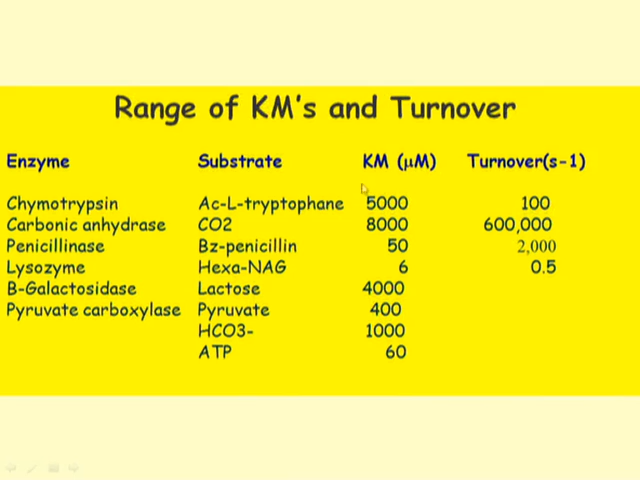 Range of KM's and Turnover
Enzyme Substrate KM (µM) Turnover(s-1)
Chymotrypsin Ac-L-tryptophane 5000 100
Carbonic anhydrase CO2 8000 600,000
Penicillinase Bz-penicillin 50 2,000
Lysozyme Hexa-NAG 6 0.5
B-Galactosidase Lactose 4000
Pyruvate carboxylase Pyruvate 400
HCO3- 1000
ATP 60